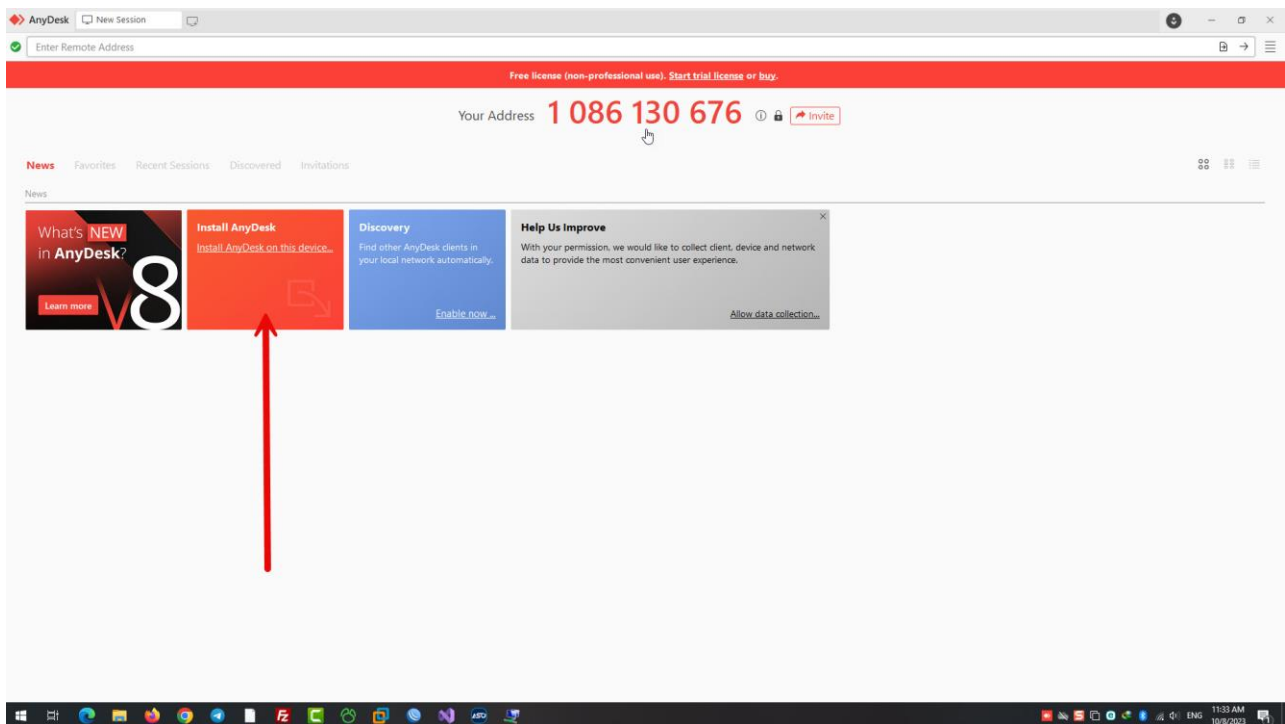 AnyDesk New Session
Enter Remote Address
Free license (non-professional use). Start trial license or buy.
Your Address 1 086 130 676 Invite
News Favorites Recent Sessions Discovered Invitations
News
What's NEW
in AnyDesk?
V8
Learn more
Install AnyDesk
Install AnyDesk on this device...
Discovery
Find other AnyDesk clients in
your local network automatically.
Enable now ...
Help Us Improve
With your permission, we would like to collect client, device and network
data to provide the most convenient user experience.
Allow data collection...
ENG 11:33 AM
10/8/2023